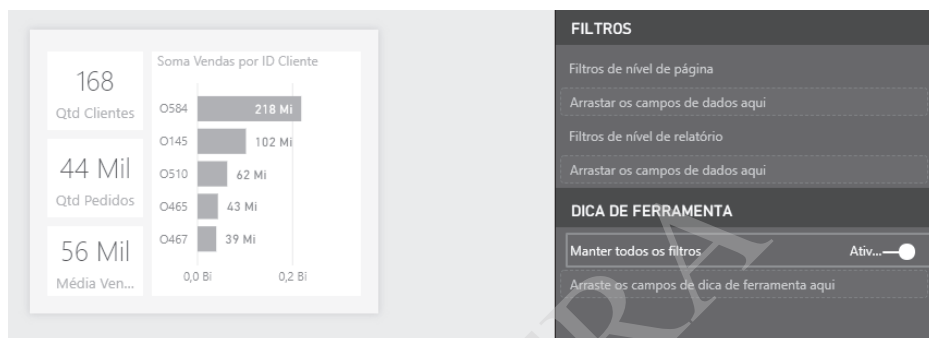 168
Qtd Clientes
44 Mil
Qtd Pedidos
56 Mil
Média Ven...
Soma Vendas por ID Cliente
O584 218 Mi
O145 102 Mi
O510 62 Mi
O465 43 Mi
O467 39 Mi
0,0 Bi 0,2 Bi
FILTROS
Filtros de nível de página
Arrastar os campos de dados aqui
Filtros de nível de relatório
Arrastar os campos de dados aqui
DICA DE FERRAMENTA
Manter todos os filtros Ativ...
Arraste os campos de dica de ferramenta aqui